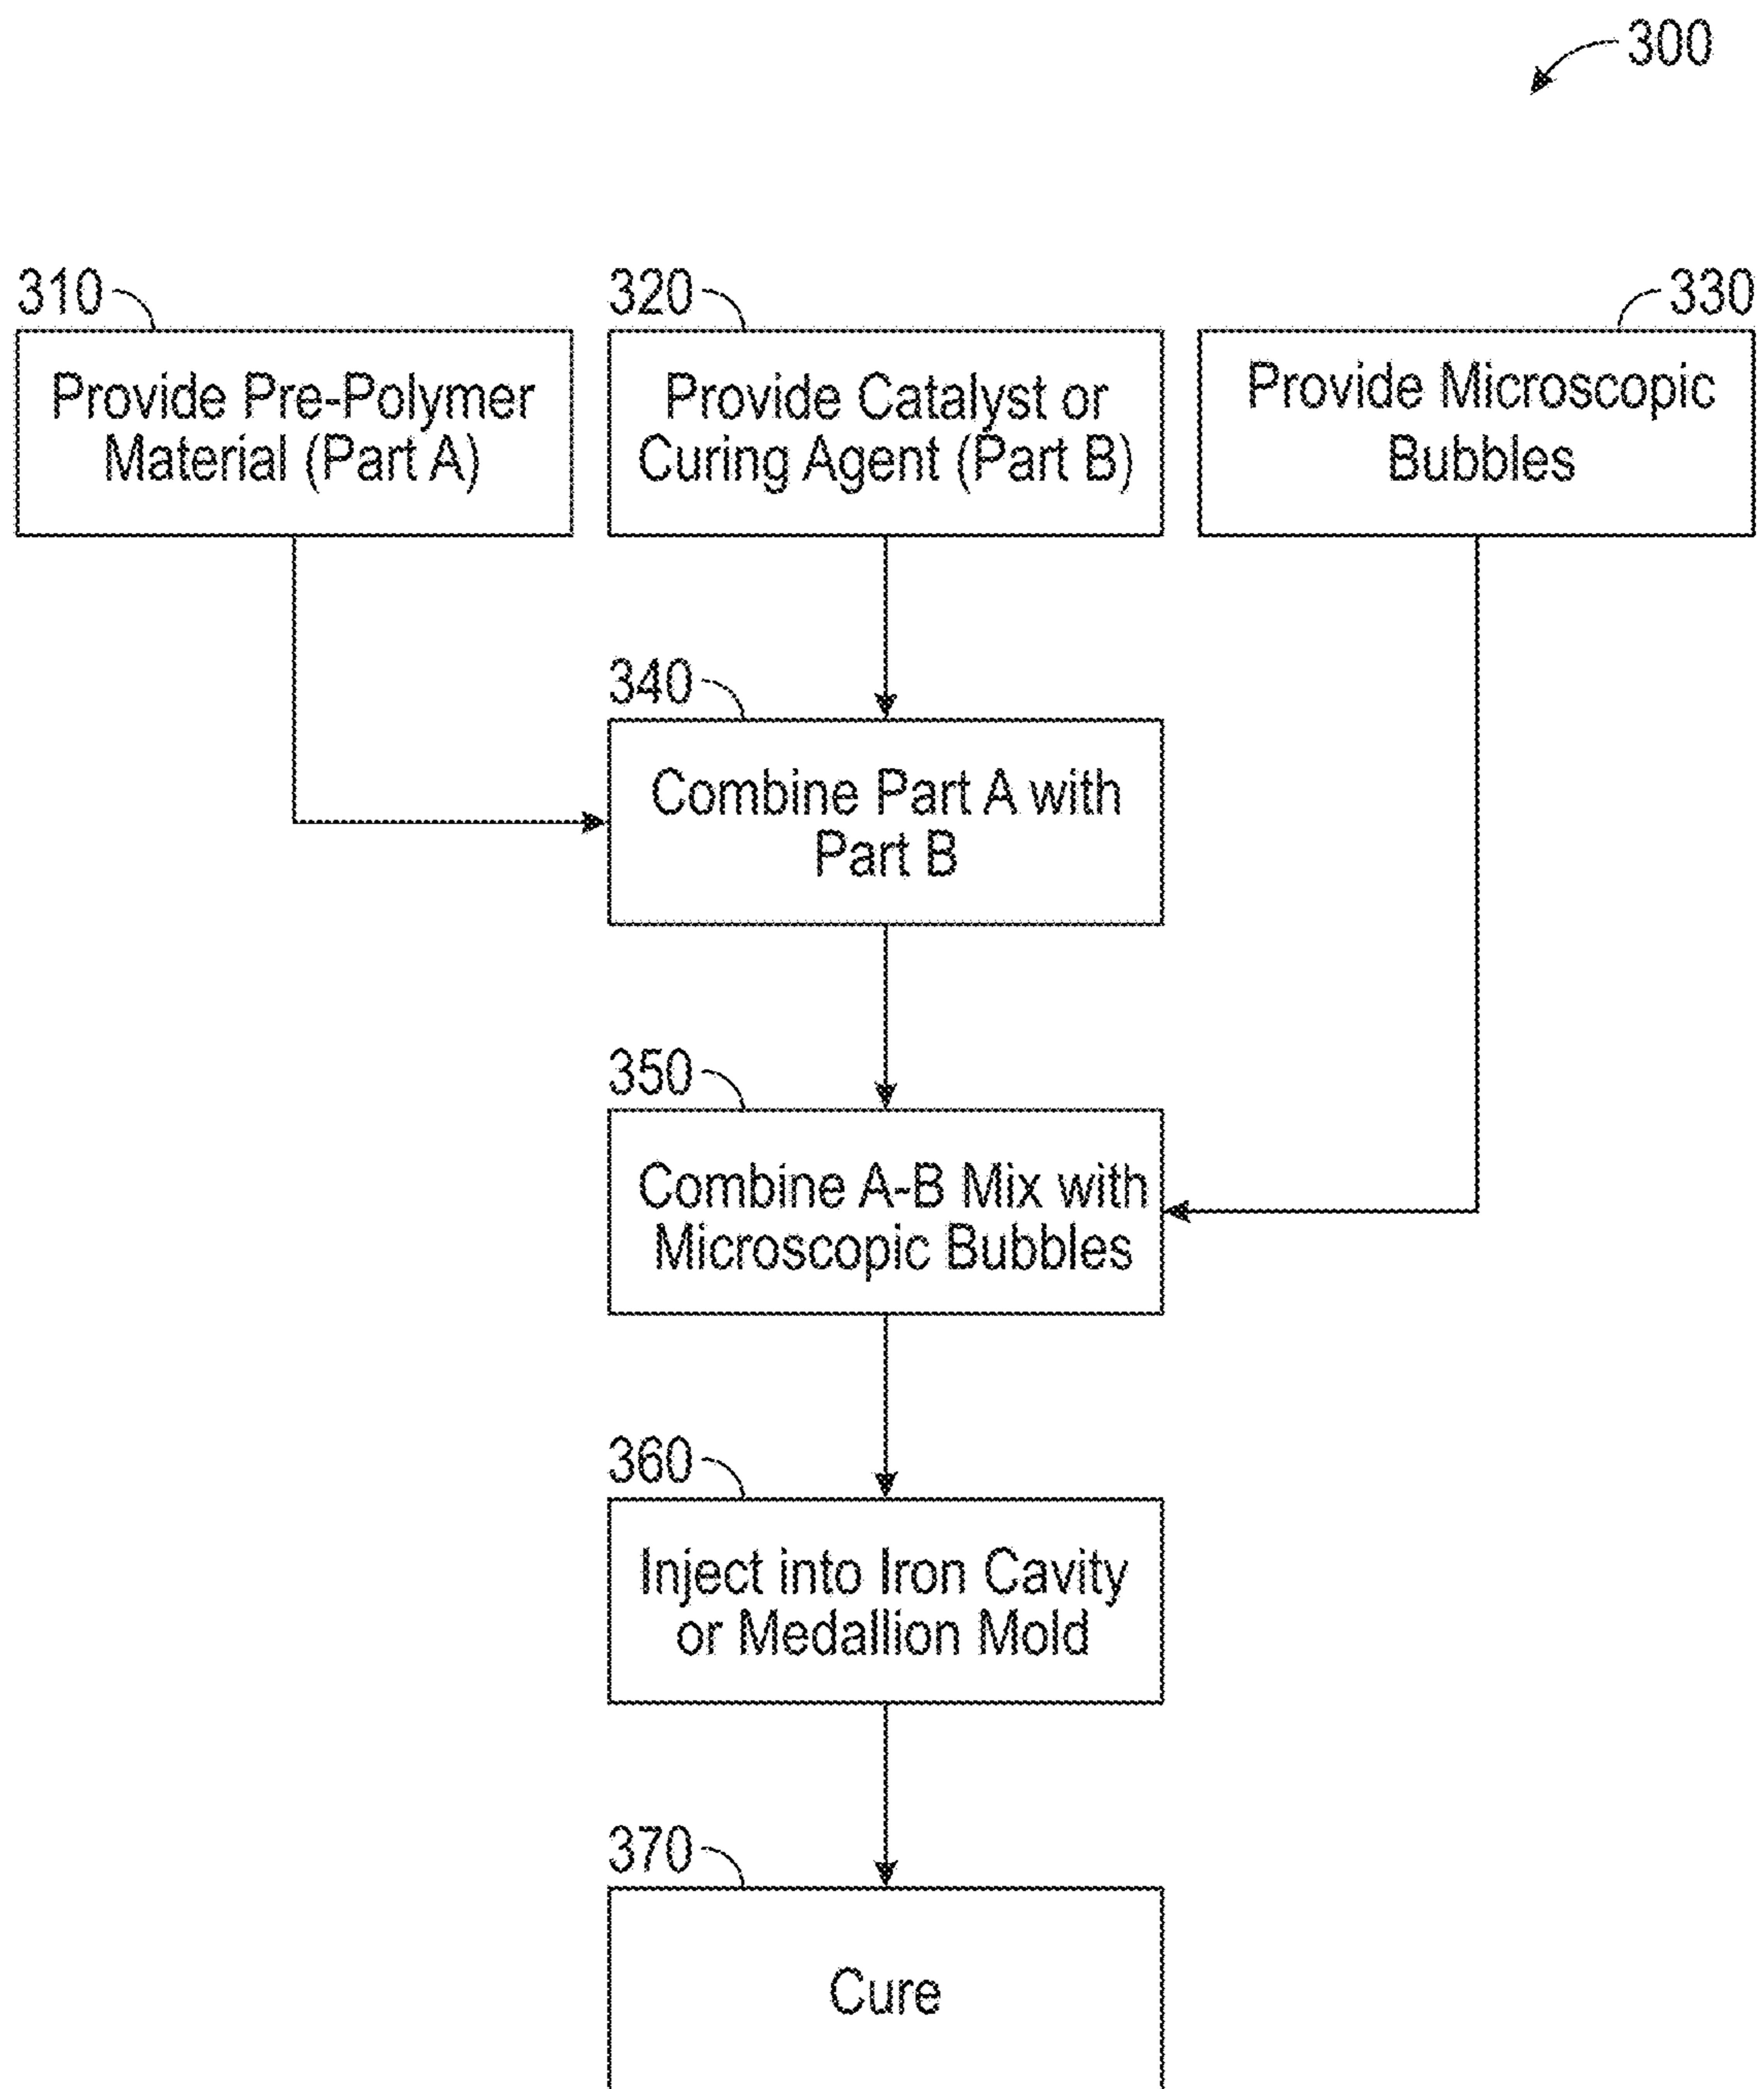 300
310
320
330
Provide Pre-Polymer
Material (Part A)
Provide Catalyst or
Curing Agent (Part B)
Provide Microscopic
Bubbles
340
Combine Part A with
Part B
350
Combine A-B Mix with
Microscopic Bubbles
360
Inject into Iron Cavity
or Medallion Mold
370
Cure